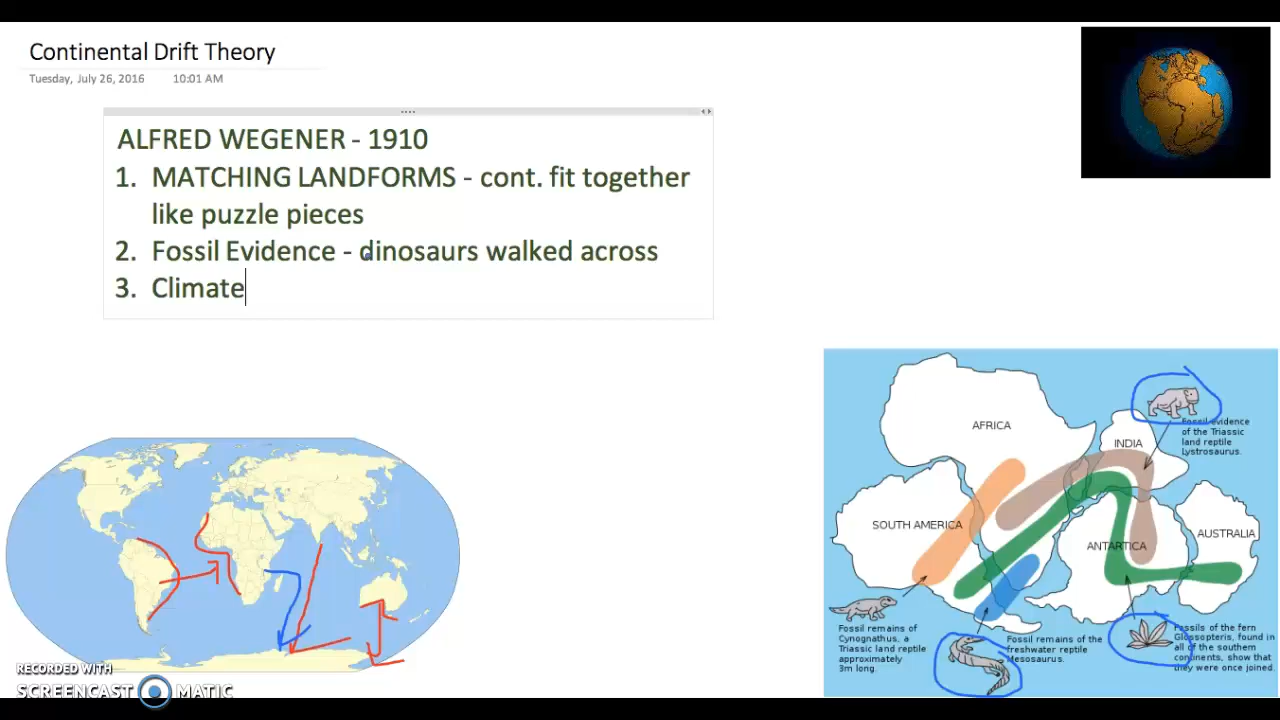 Continental Drift Theory
Tuesday, July 26, 2016 10:01 AM
ALFRED WEGENER - 1910
1. MATCHING LANDFORMS - cont. fit together
like puzzle pieces
2. Fossil Evidence - dinosaurs walked across
3. Climate
AFRICA
INDIA
SOUTH AMERICA
ANTARTICA
AUSTRALIA
Fossil evidence
of the Triassic
land reptile
Lystrosaurus.
Fossil remains of
Cynognathus, a
Triassic land reptile
approximately
3m long.
Fossil remains of the
freshwater reptile
Mesosaurus.
Fossils of the fern
Glossopteris, found in
all of the southern
continents, show that
they were once joined.
RECORDED WITH
SCREENCAST MATIC